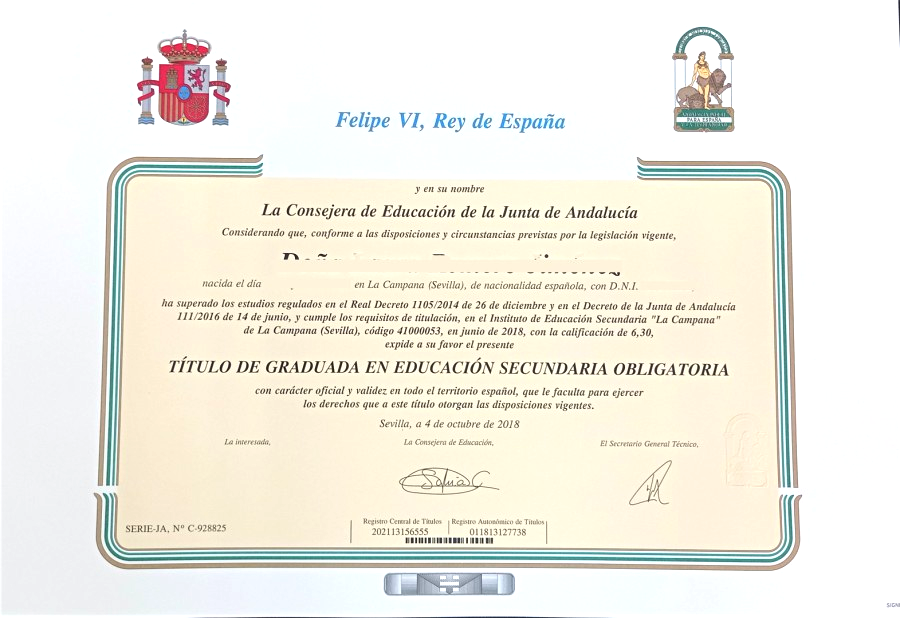 Felipe VI, Rey de España
PARA ESPAÑA
y en su nombre
La Consejera de Educación de la Junta de Andalucía
Considerando que, conforme a las disposiciones y circunstancias previstas por la legislación vigente,
nacida el día en La Campana (Sevilla), de nacionalidad española, con D.N.I.
ha superado los estudios regulados en el Real Decreto 1105/2014 de 26 de diciembre y en el Decreto de la Junta de Andalucía
111/2016 de 14 de junio, y cumple los requisitos de titulación, en el Instituto de Educación Secundaria "La Campana"
de La Campana (Sevilla), código 41000053, en junio de 2018, con la calificación de 6,30,
expide a su favor el presente
TÍTULO DE GRADUADA EN EDUCACIÓN SECUNDARIA OBLIGATORIA
con carácter oficial y validez en todo el territorio español, que le faculta para ejercer
los derechos que a este título otorgan las disposiciones vigentes.
Sevilla, a 4 de octubre de 2018
La interesada, La Consejera de Educación, El Secretario General Técnico,
SERIE-JA, Nº C-928825
Registro Central de Títulos Registro Autonómico de Títulos
202113156555 011813127738